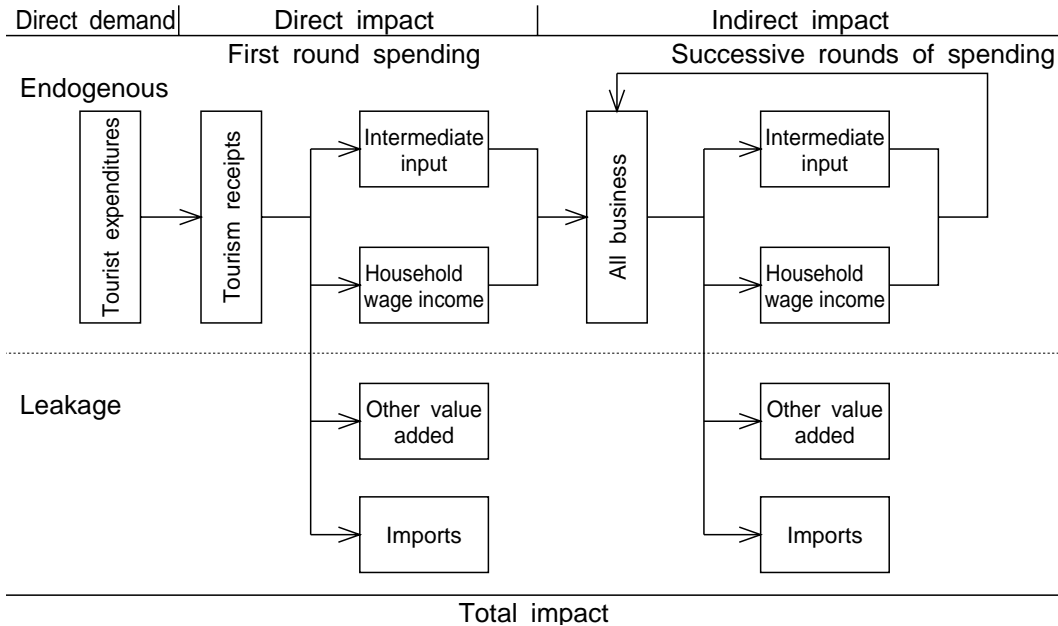 Direct demand
Direct impact
Indirect impact
First round spending
Successive rounds of spending
Endogenous
Tourist expenditures
Tourism receipts
Intermediate
input
Household
wage income
All business
Intermediate
input
Household
wage income
Leakage
Other value
added
Imports
Other value
added
Imports
Total impact